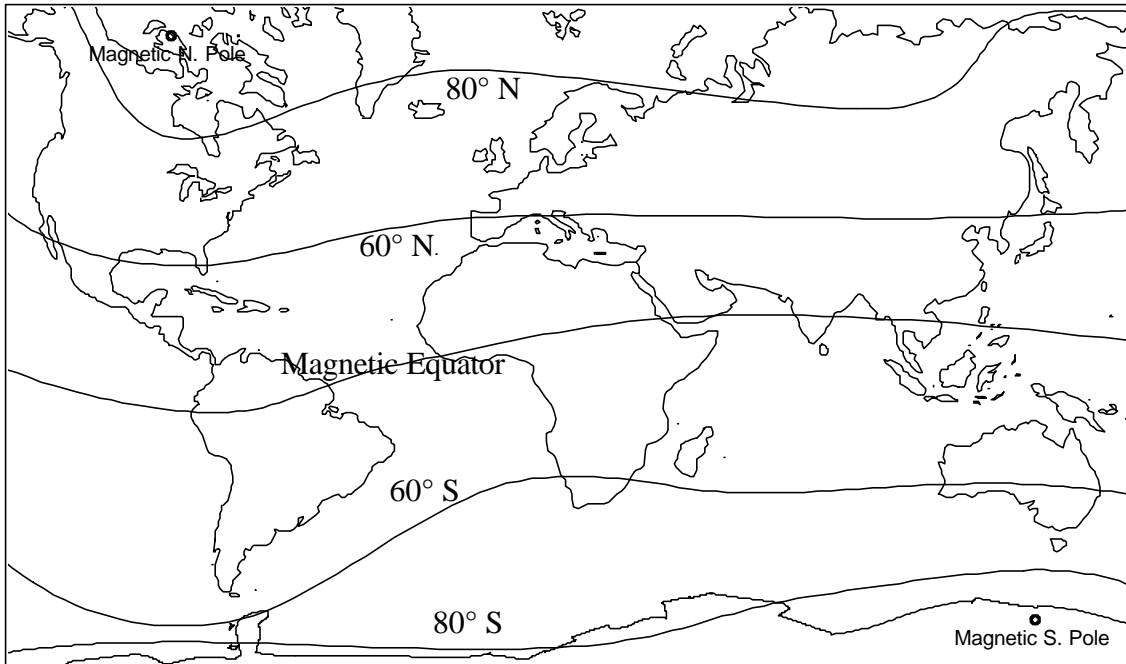 Magnetic N. Pole
80° N
60° N
Magnetic Equator
60° S
80° S
Magnetic S. Pole